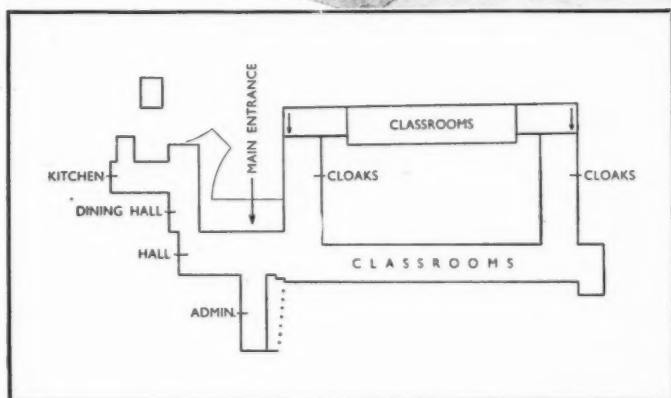 MAIN ENTRANCE
CLASSROOMS
KITCHEN
CLOAKS
CLOAKS
DINING HALL
HALL
CLASSROOMS
ADMIN.